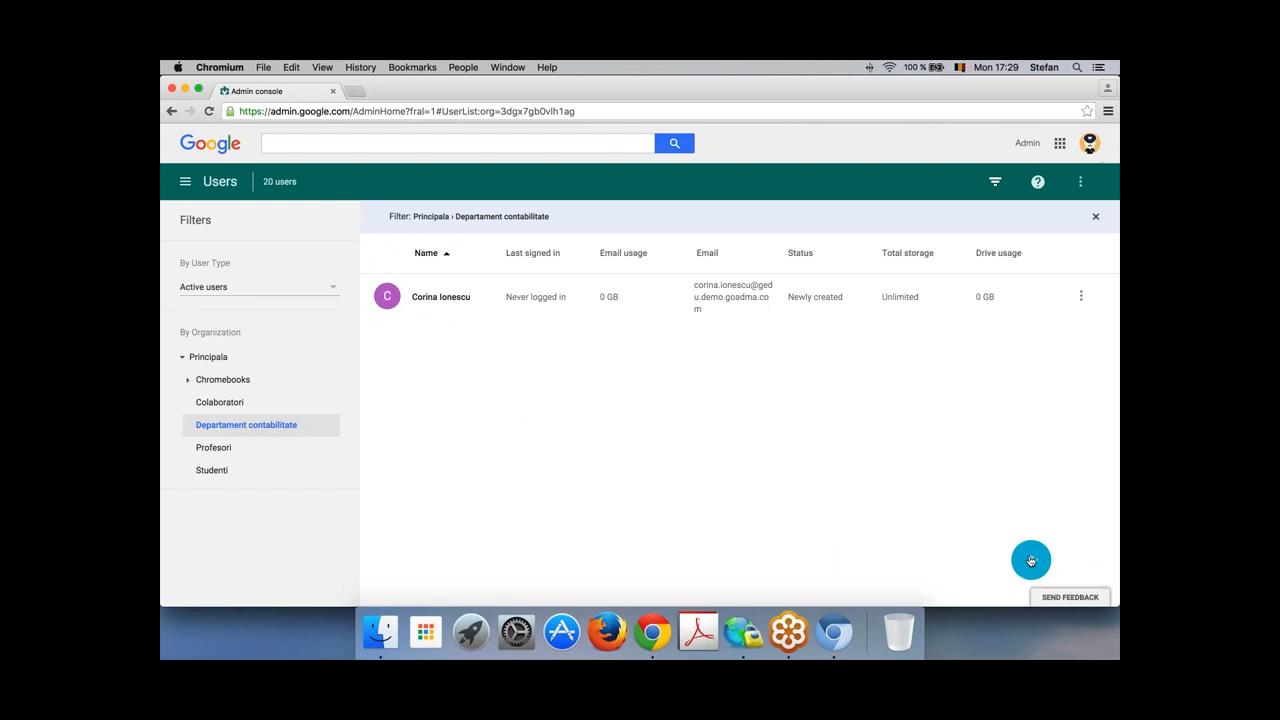 Chromium File Edit View History Bookmarks People Window Help 100 % Mon 17:29 Stefan
Admin console
https://admin.google.com/AdminHome?fral=1#UserList:org=3dgx7gb0vlh1ag
Google Admin
Users 20 users
Filters
Filter: Principala › Departament contabilitate
Name Last signed in Email usage Email Status Total storage Drive usage
By User Type
Active users
C Corina Ionescu Never logged in 0 GB corina.ionescu@ged Newly created Unlimited 0 GB
u.demo.goadma.co
m
By Organization
Principala
Chromebooks
Colaboratori
Departament contabilitate
Profesori
Studenti
SEND FEEDBACK